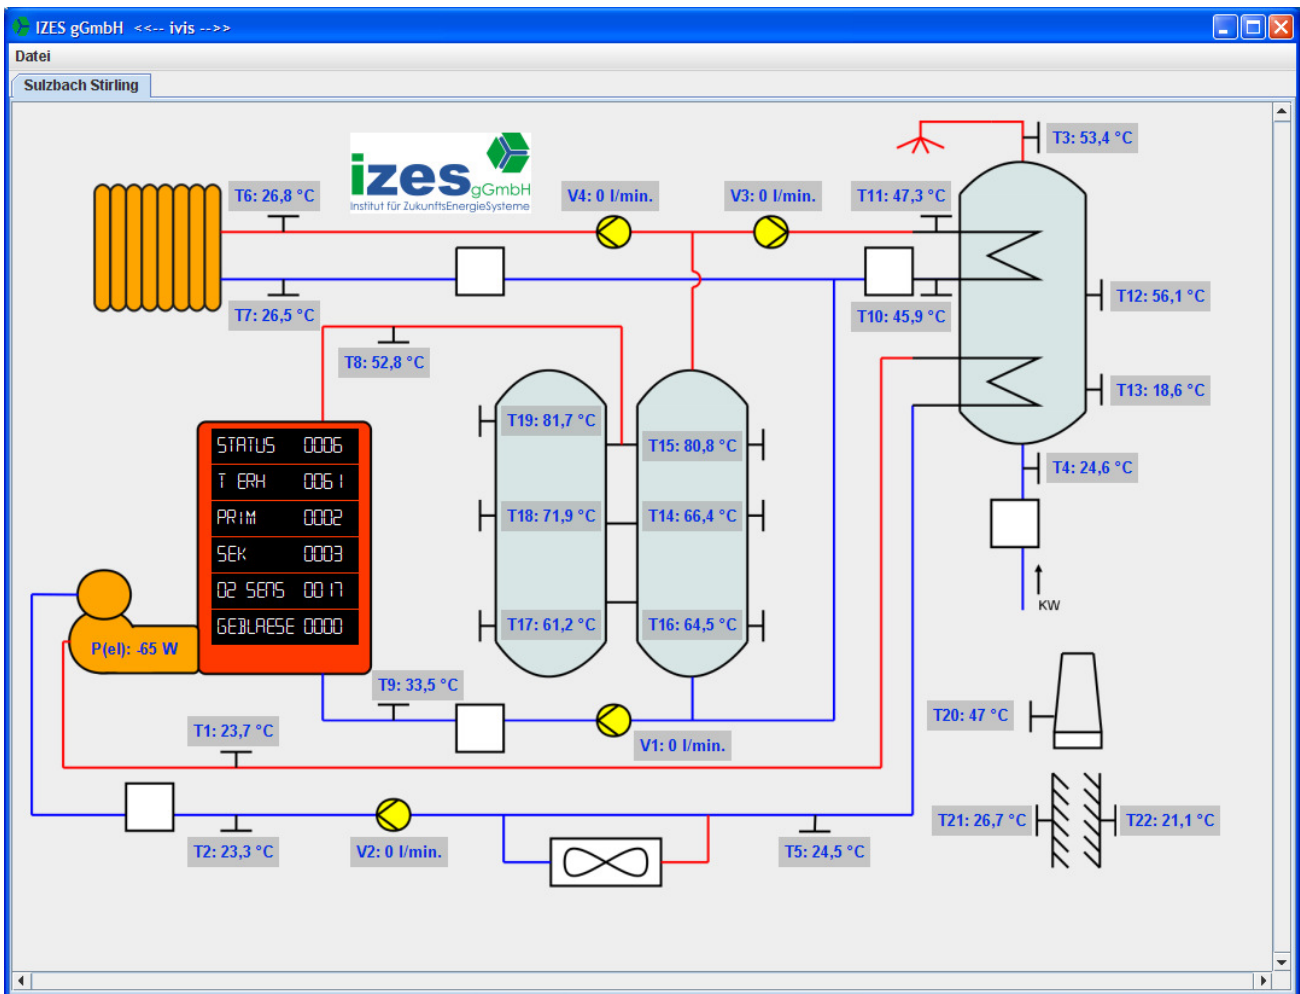 IZES gGmbH <<-- ivis -->>
Datei
Sulzbach Stirling
izes gGmbH
Institut für ZukunftsEnergieSysteme
T3: 53,4 °C
T6: 26,8 °C
V4: 0 l/min.
V3: 0 l/min.
T11: 47,3 °C
T12: 56,1 °C
T7: 26,5 °C
T10: 45,9 °C
T8: 52,8 °C
T13: 18,6 °C
T19: 81,7 °C
T15: 80,8 °C
STATUS 0006
T ERH 0061
PRIM 0002
SEK 0003
O2 SENS 0017
GEBLAESE 0000
T4: 24,6 °C
T18: 71,9 °C
T14: 66,4 °C
KW
T17: 61,2 °C
T16: 64,5 °C
P(el): -65 W
T9: 33,5 °C
T20: 47 °C
T1: 23,7 °C
V1: 0 l/min.
T21: 26,7 °C
T22: 21,1 °C
T2: 23,3 °C
V2: 0 l/min.
T5: 24,5 °C